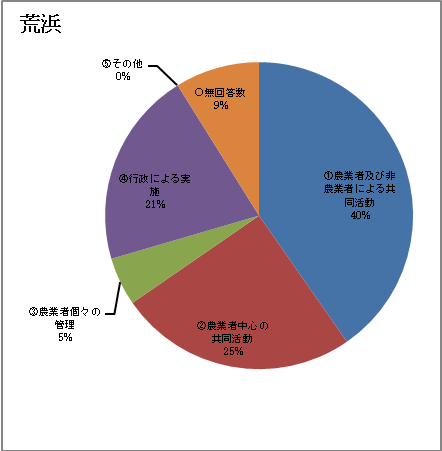 荒浜
⑤その他
0%
〇無回答数
9%
①農業者及び非
農業者による共
同活動
40%
④行政による実
施
21%
③農業者個々の
管理
5%
②農業者中心の
共同活動
25%